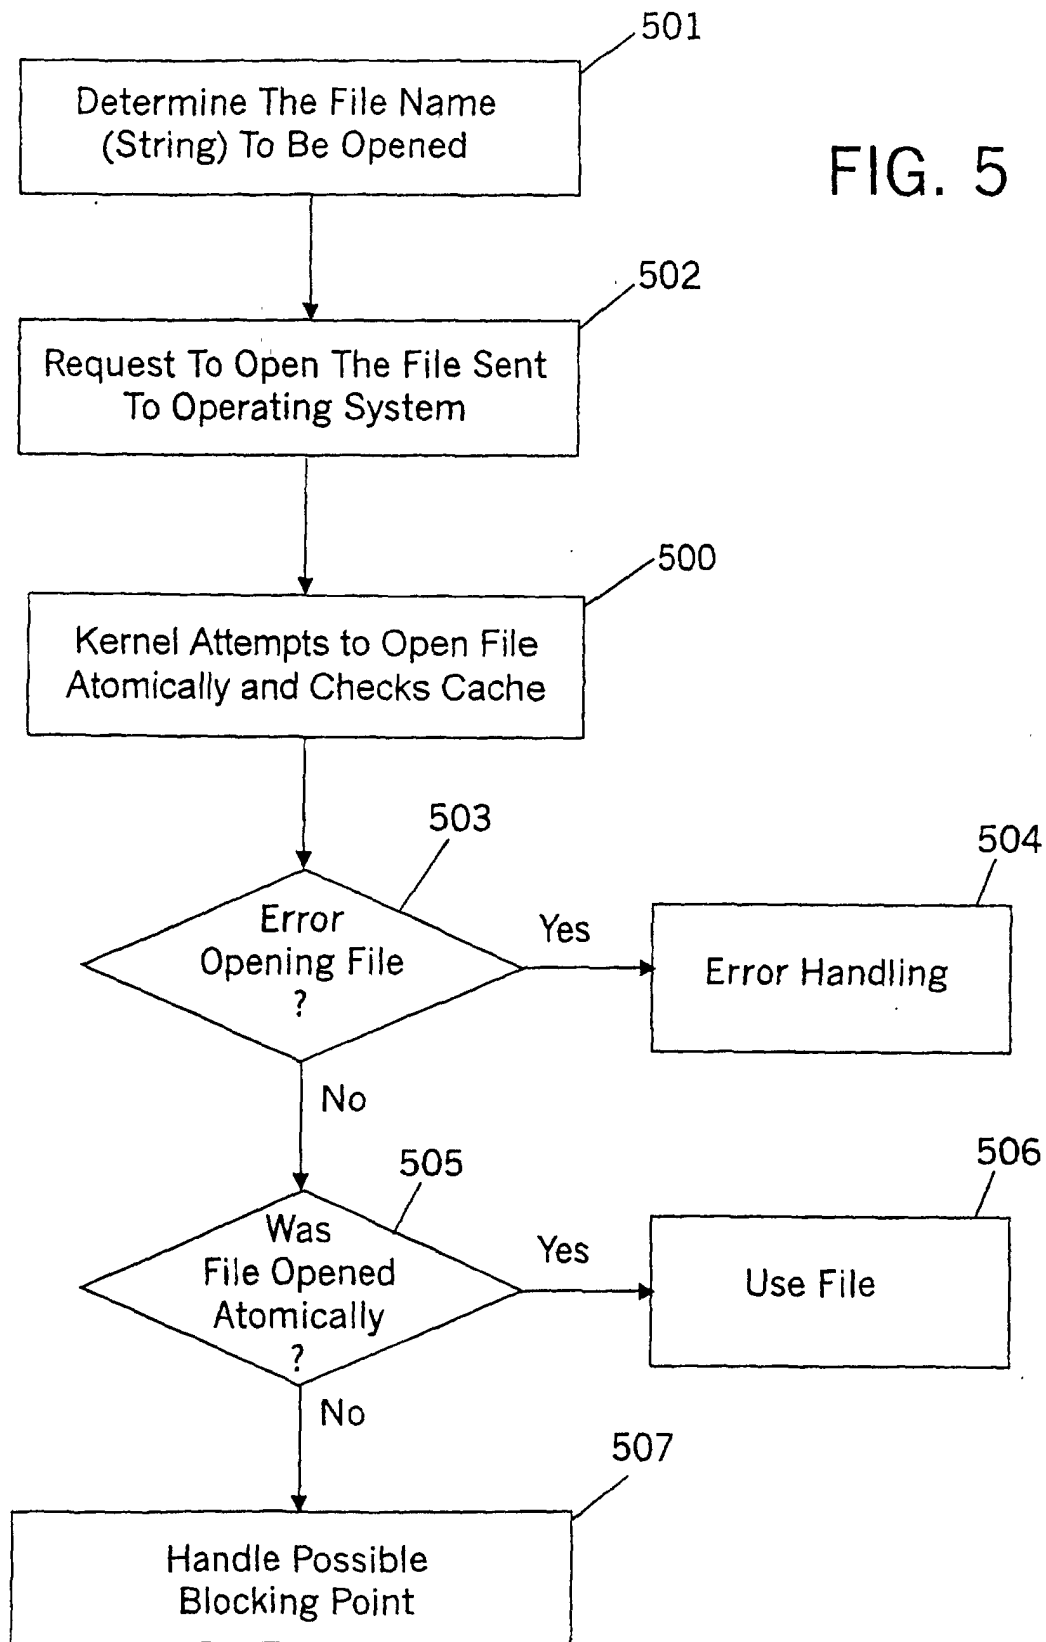 501
Determine The File Name
(String) To Be Opened
FIG. 5
502
Request To Open The File Sent
To Operating System
500
Kernel Attempts to Open File
Atomically and Checks Cache
503
Error
Opening File
?
Yes
504
Error Handling
No
505
Was
File Opened
Atomically
?
Yes
506
Use File
No
507
Handle Possible
Blocking Point